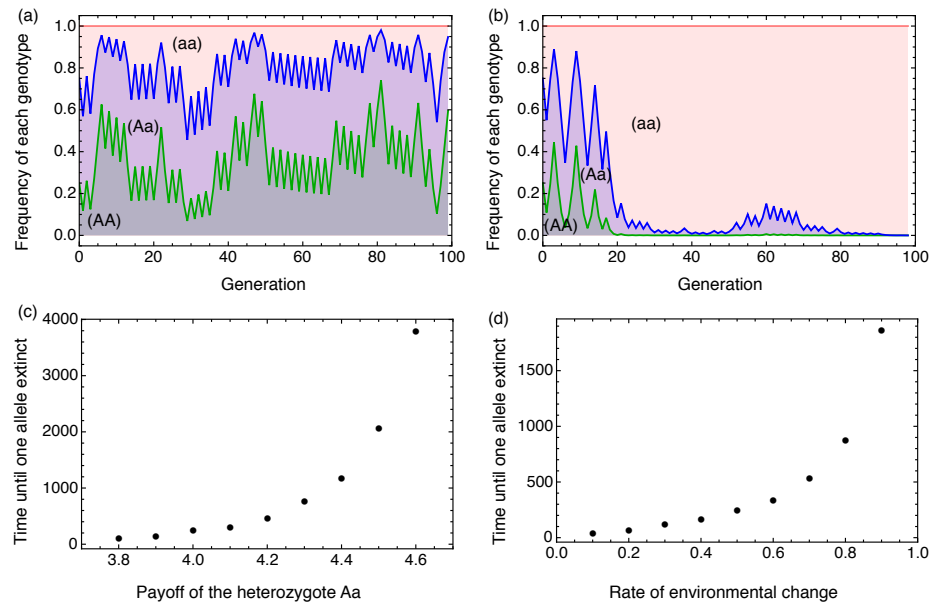 (a)
Frequency of each genotype
1.0
0.8
0.6
0.4
0.2
0.0
(aa)
(Aa)
(AA)
0 20 40 60 80 100
Generation
(b)
Frequency of each genotype
1.0
0.8
0.6
0.4
0.2
0.0
(aa)
(Aa)
(AA)
0 20 40 60 80 100
Generation
(c)
Time until one allele extinct
4000
3000
2000
1000
0
3.8 4.0 4.2 4.4 4.6
Payoff of the heterozygote Aa
(d)
Time until one allele extinct
1500
1000
500
0
0.0 0.2 0.4 0.6 0.8 1.0
Rate of environmental change